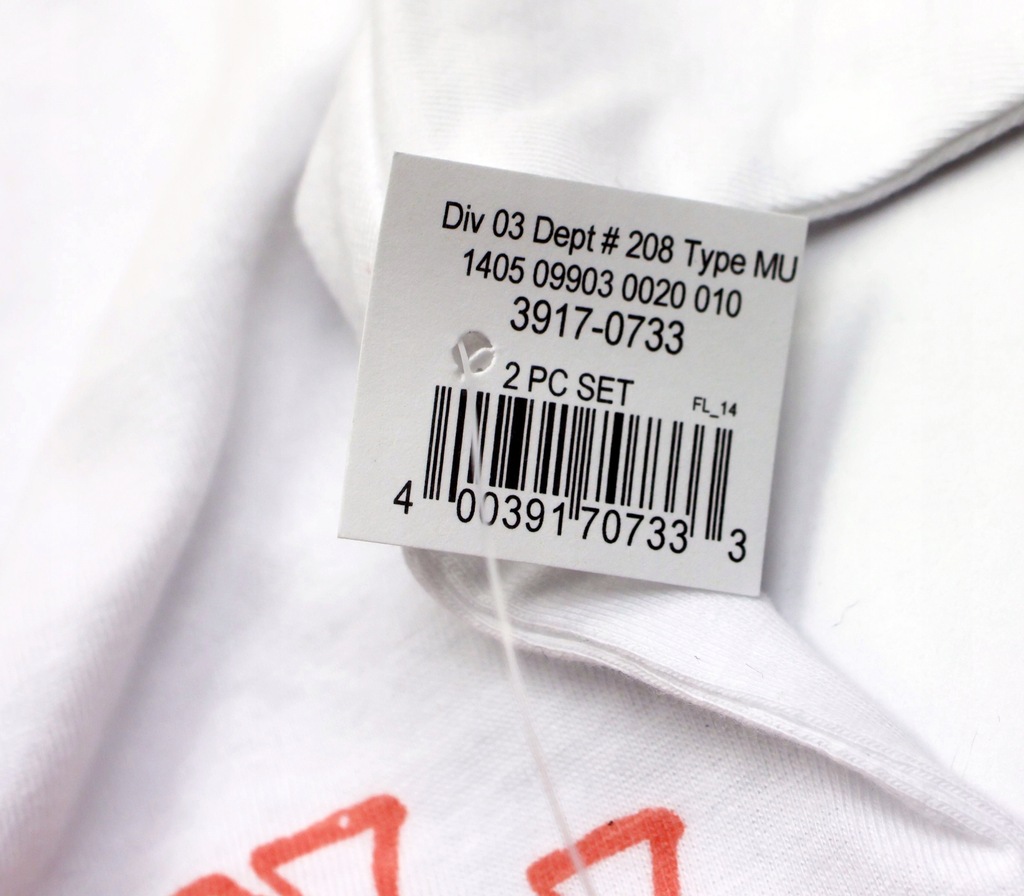 Div 03 Dept # 208 Type MU
1405 09903 0020 010
3917-0733
2 PC SET
FL_14
4 00391 70733 3